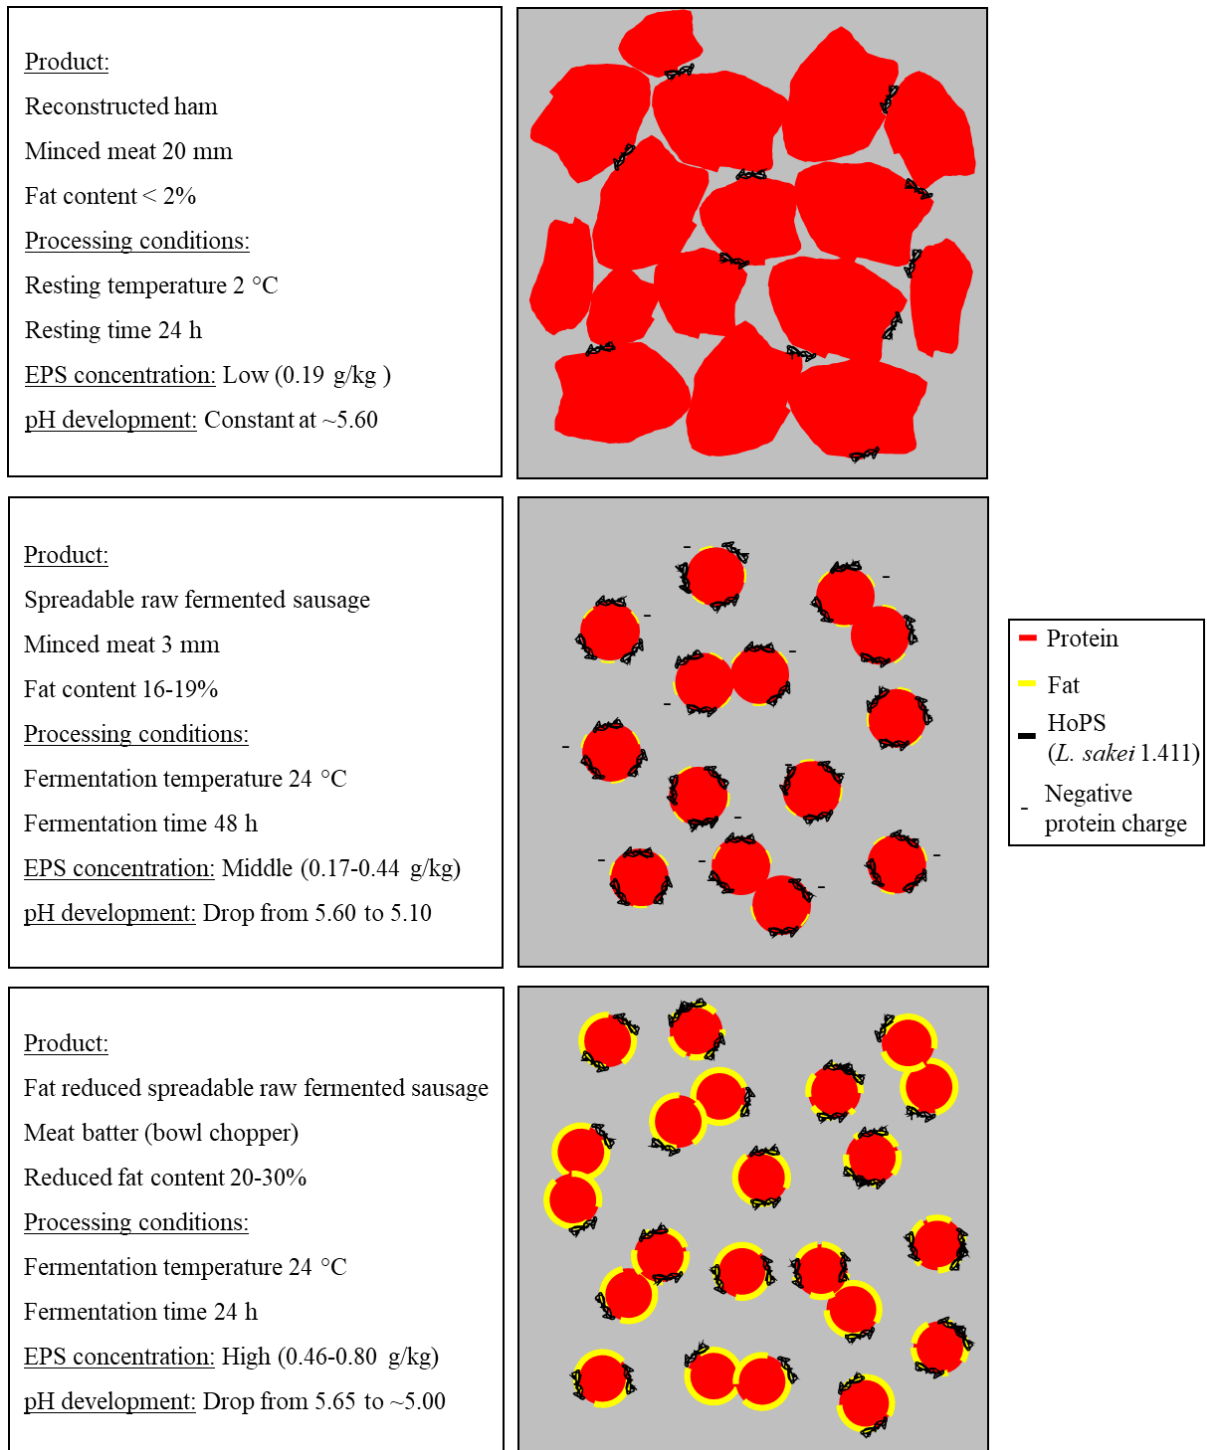 Product:
Reconstructed ham
Minced meat 20 mm
Fat content < 2%
Processing conditions:
Resting temperature 2 °C
Resting time 24 h
EPS concentration: Low (0.19 g/kg )
pH development: Constant at ~5.60
Product:
Spreadable raw fermented sausage
Minced meat 3 mm
Fat content 16-19%
Processing conditions:
Fermentation temperature 24 °C
Fermentation time 48 h
EPS concentration: Middle (0.17-0.44 g/kg)
pH development: Drop from 5.60 to 5.10
Protein
Fat
HoPS
(L. sakei 1.411)
- Negative
protein charge
Product:
Fat reduced spreadable raw fermented sausage
Meat batter (bowl chopper)
Reduced fat content 20-30%
Processing conditions:
Fermentation temperature 24 °C
Fermentation time 24 h
EPS concentration: High (0.46-0.80 g/kg)
pH development: Drop from 5.65 to ~5.00